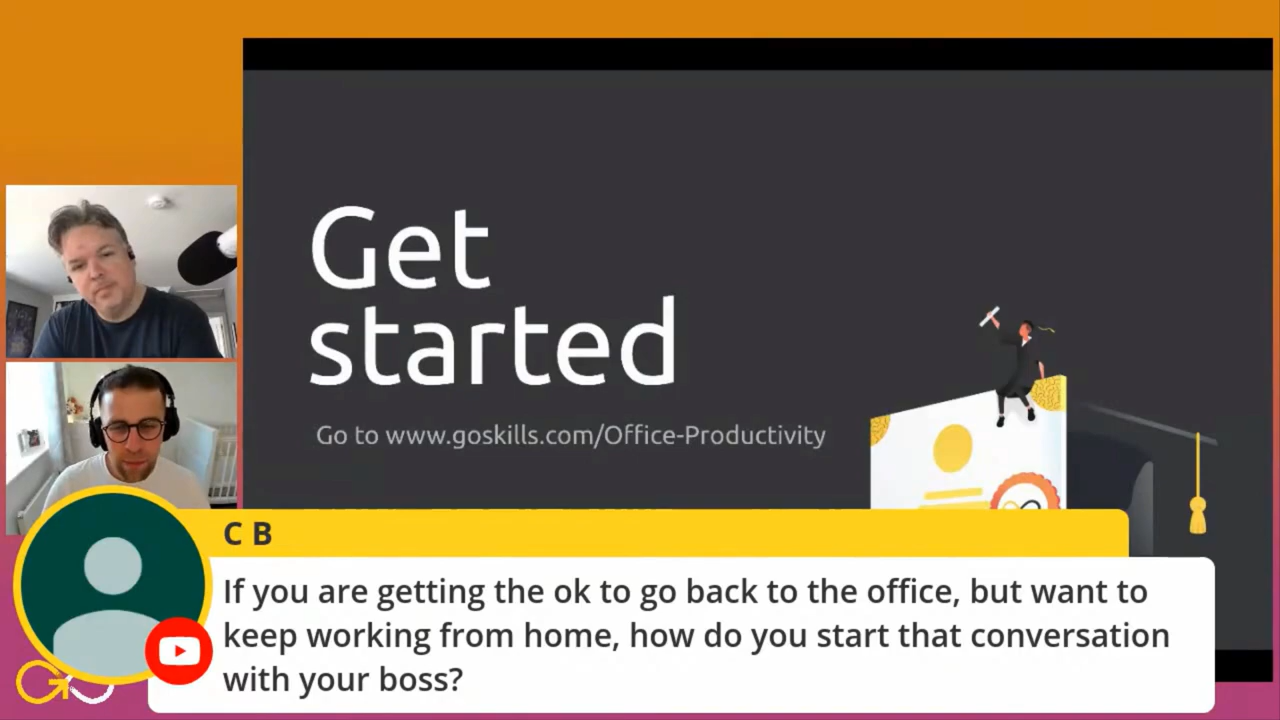 Get
started
Go to www.goskills.com/Office-Productivity
C B
If you are getting the ok to go back to the office, but want to
keep working from home, how do you start that conversation
with your boss?